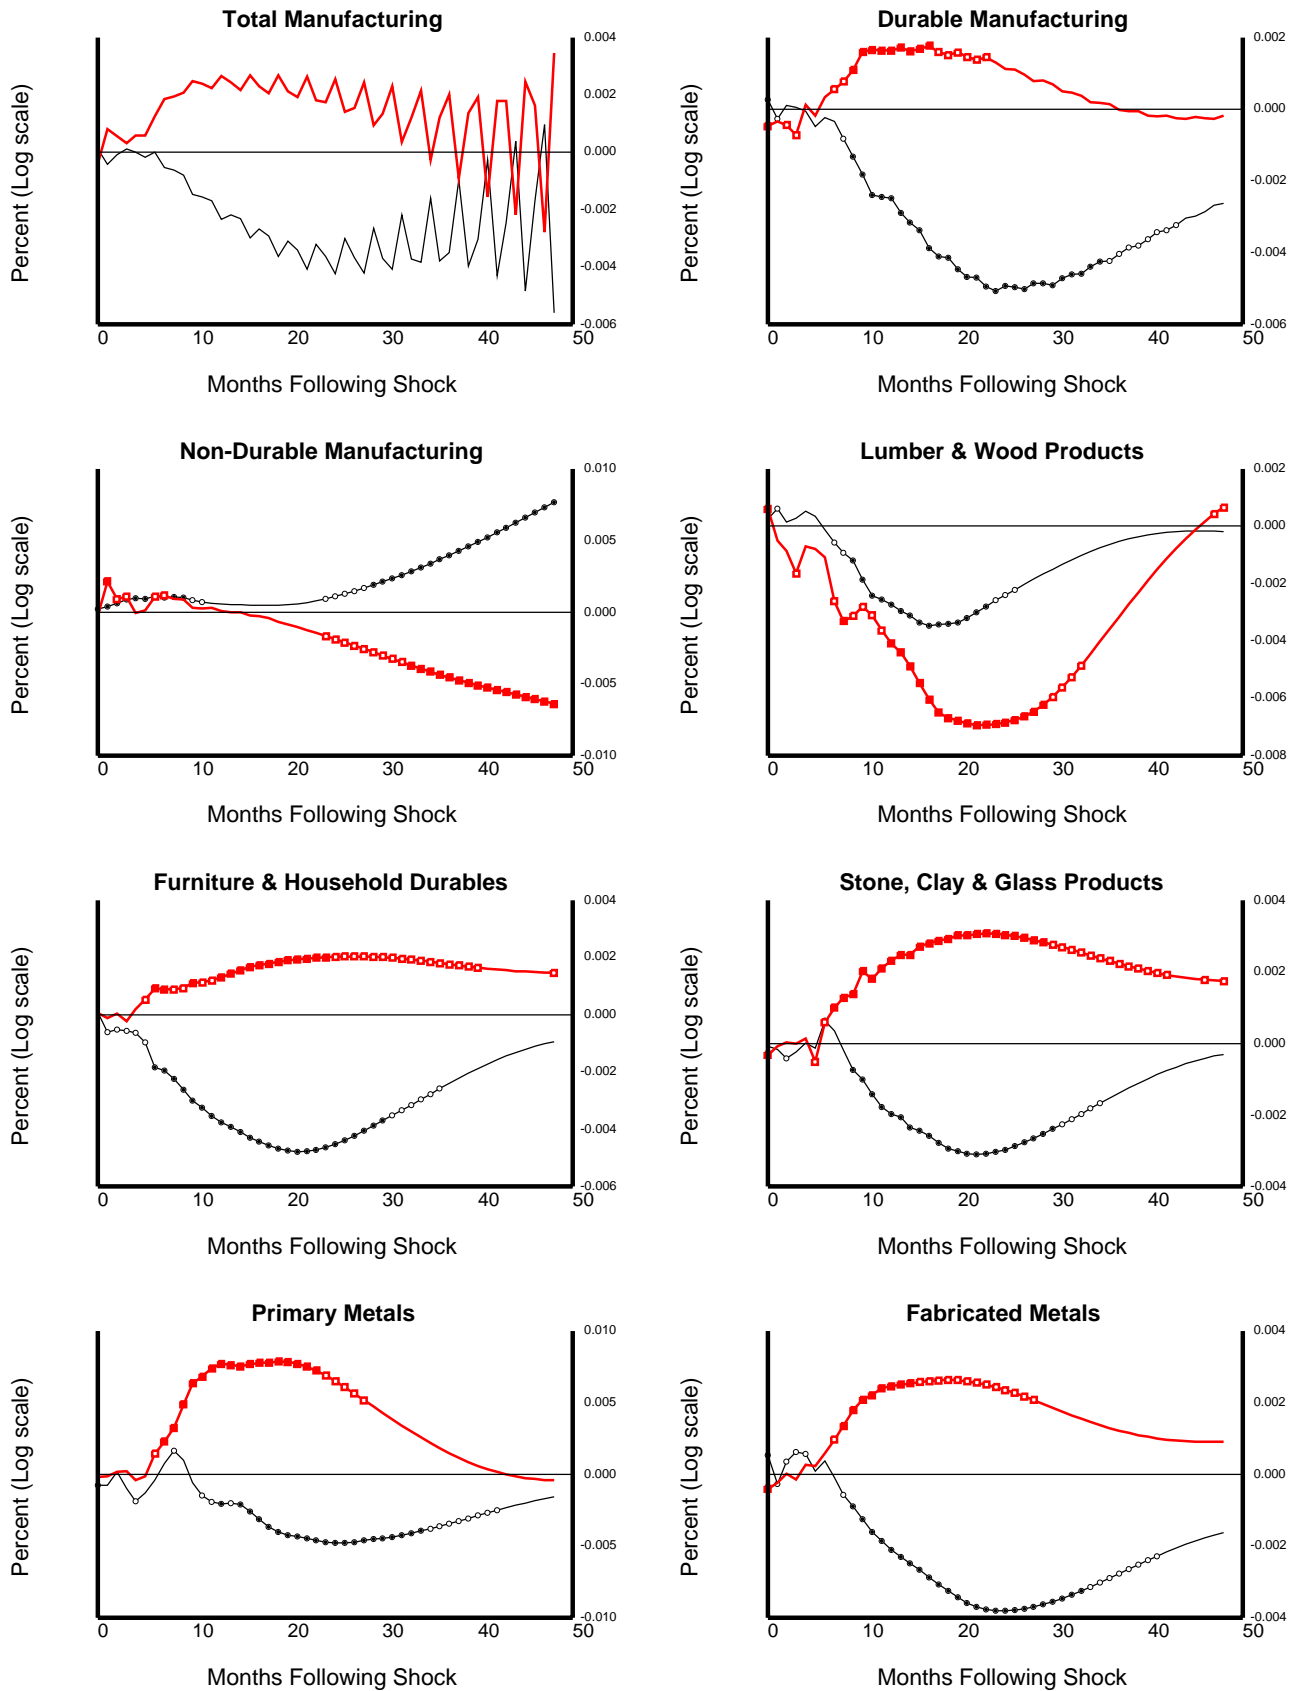 Total Manufacturing
Percent (Log scale)
0.004
0.002
0.000
-0.002
-0.004
-0.006
0 10 20 30 40 50
Months Following Shock
Durable Manufacturing
Percent (Log scale)
0.002
0.000
-0.002
-0.004
-0.006
0 10 20 30 40 50
Months Following Shock
Non-Durable Manufacturing
Percent (Log scale)
0.010
0.005
0.000
-0.005
-0.010
0 10 20 30 40 50
Months Following Shock
Lumber & Wood Products
Percent (Log scale)
0.002
0.000
-0.002
-0.004
-0.006
-0.008
0 10 20 30 40 50
Months Following Shock
Furniture & Household Durables
Percent (Log scale)
0.004
0.002
0.000
-0.002
-0.004
-0.006
0 10 20 30 40 50
Months Following Shock
Stone, Clay & Glass Products
Percent (Log scale)
0.004
0.002
0.000
-0.002
-0.004
0 10 20 30 40 50
Months Following Shock
Primary Metals
Percent (Log scale)
0.010
0.005
0.000
-0.005
-0.010
0 10 20 30 40 50
Months Following Shock
Fabricated Metals
Percent (Log scale)
0.004
0.002
0.000
-0.002
-0.004
0 10 20 30 40 50
Months Following Shock